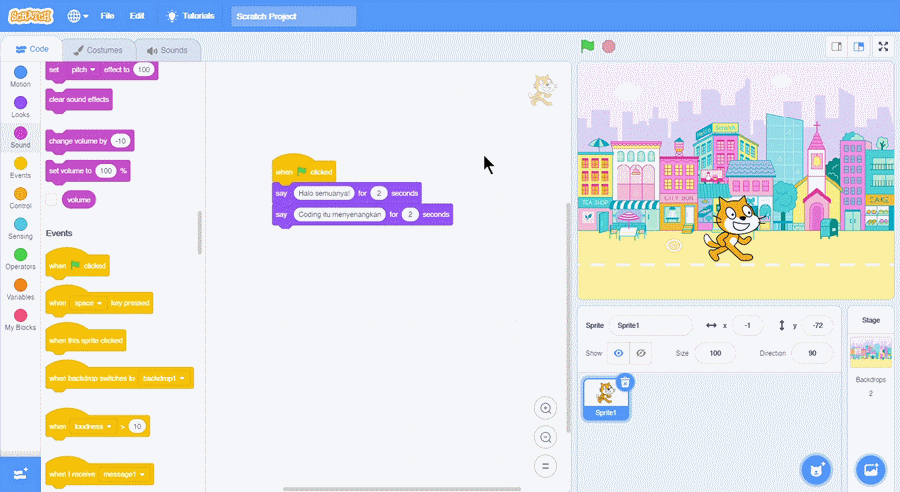 SCRATCH
File Edit Tutorials Scratch Project
Code Costumes Sounds
Motion
Looks
Sound
Events
Control
Sensing
Operators
Variables
My Blocks
set pitch effect to 100
clear sound effects
change volume by -10
set volume to 100 %
volume
Events
when clicked
when space key pressed
when this sprite clicked
when backdrop switches to backdrop1
when loudness > 10
when I receive message1
when clicked
say Halo semuanya! for 2 seconds
say Coding itu menyenangkan for 2 seconds
Scratch
TEA SHOP
CITY BUN
CAKE
Sprite Sprite1 x -1 y -72
Show Size 100 Direction 90
Sprite1
Stage
Backdrops
2